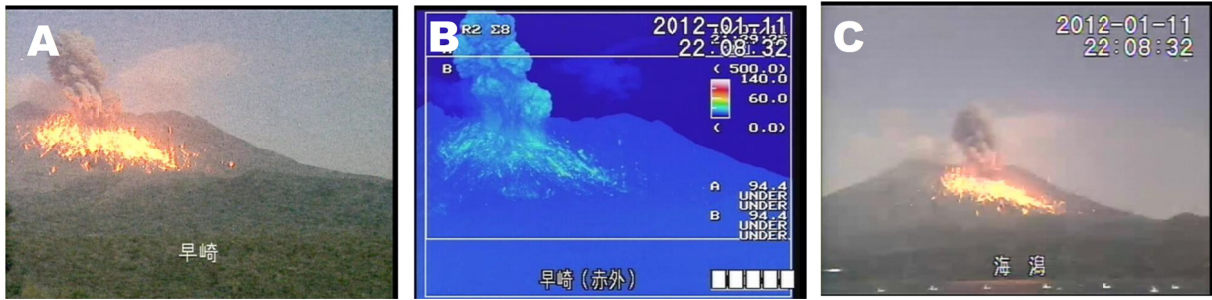 A
早崎
B
R2 Σ8
2012-01-11
22:08:32
B
( 500.0)
140.0
60.0
( 0.0)
A 94.4
UNDER
UNDER
B 94.4
UNDER
UNDER
早崎(赤外)
C
2012-01-11
22:08:32
海潟